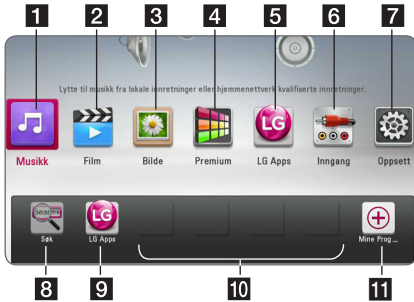 1 2 3 4 5 6 7
Lytte til musikk fra lokale innretninger eller hjemmenettverk kvalifiserte innretninger.
LG
Musikk Film Bilde Premium LG Apps Inngang Oppsett
Search
LG
Søk LG Apps Mine Prog ...
8 9 10 11